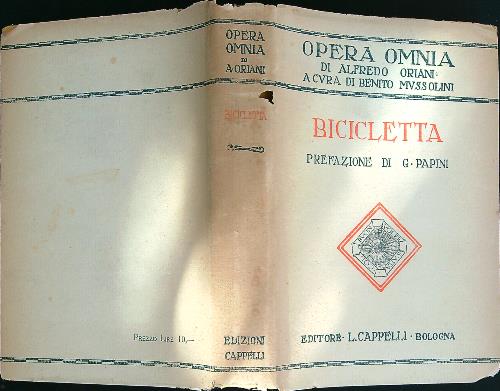 Prezzo Lire 10,—
OPERA
OMNIA
DI
A·ORIANI
BICICLETTA
EDIZIONI
CAPPELLI
OPERA OMNIA
DI ALFREDO ORIANI·
A CVRA DI BENITO MVSSOLINI
BICICLETTA
PREFAZIONE DI G·PAPINI
EDITORE·L.CAPPELLI·BOLOGNA